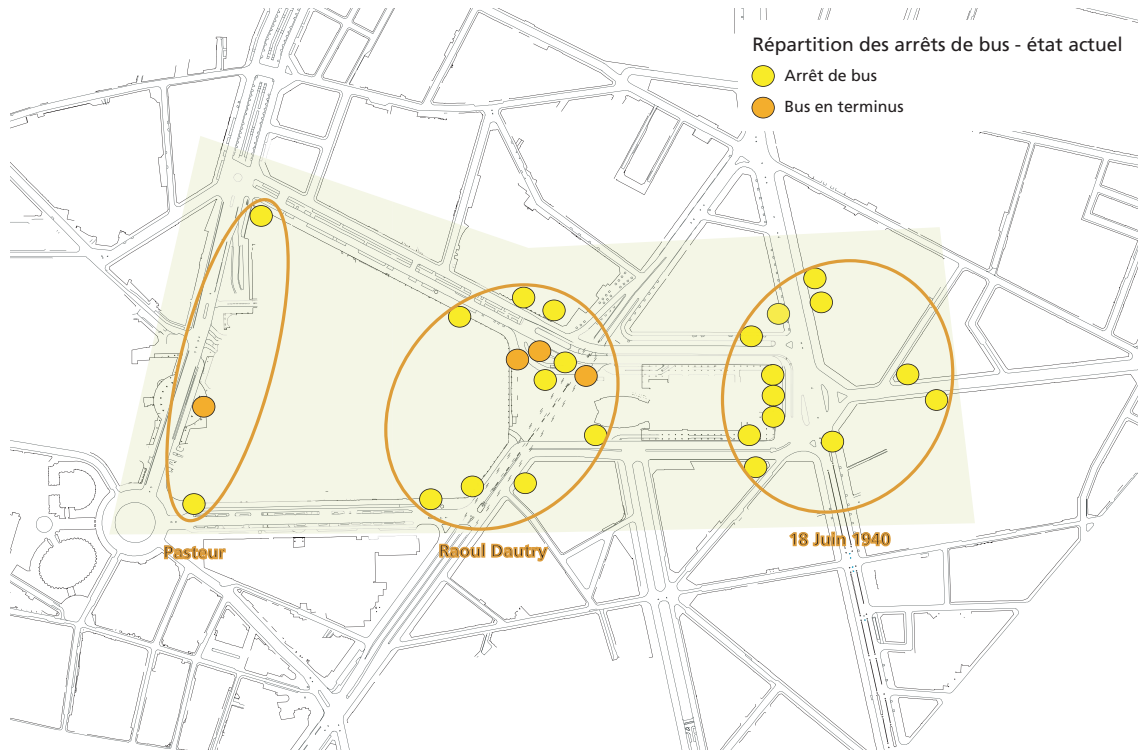 Répartition des arrêts de bus - état actuel
Arrêt de bus
Bus en terminus
Pasteur
Raoul Dautry
18 Juin 1940